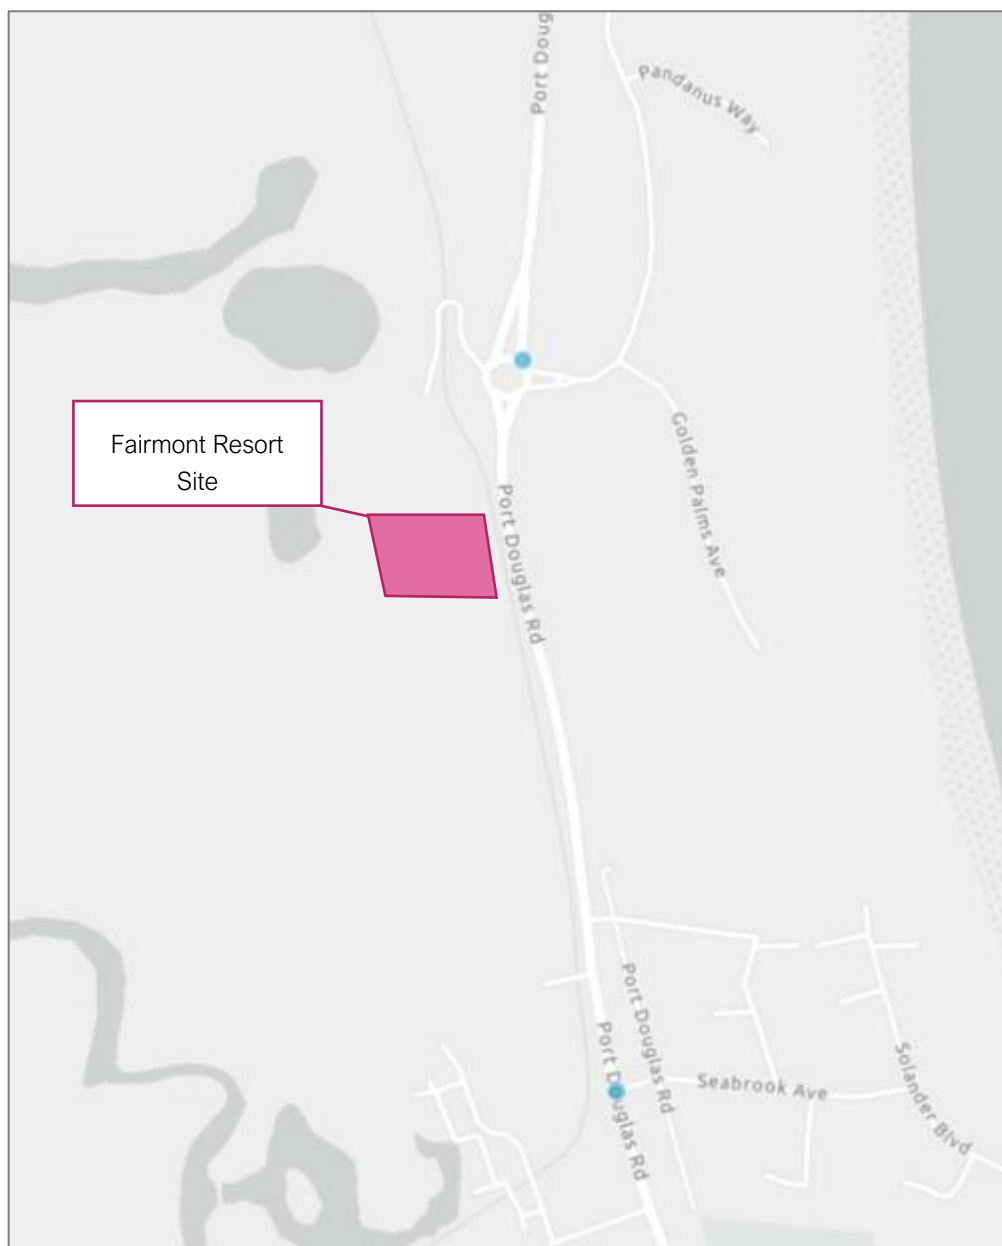 Port Doug
Pandanus Way
Fairmont Resort
Site
Golden Palms Ave
Port Douglas Rd
Port Douglas Rd
Port Douglas Rd
Seabrook Ave
Solander Blvd